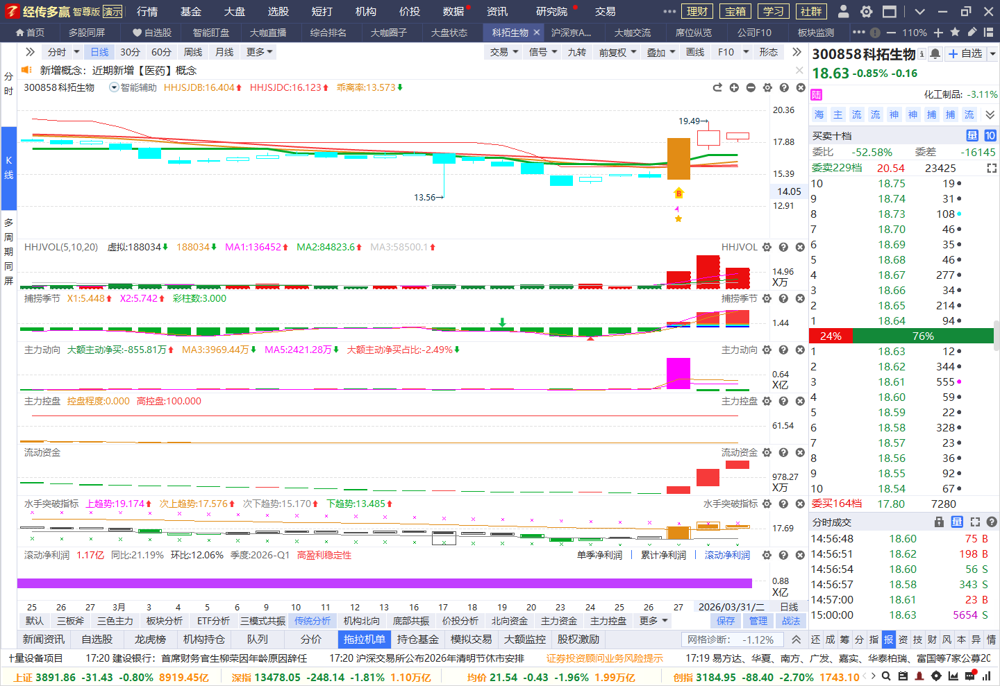 经传多赢 智尊版 演示 行情 基金 大盘 选股 短打 机构 价投 数据 资讯 研究院 交易 理财 宝箱 学习 社群
首页 多股同屏 自选股 智能盯盘 大咖直播 综合排名 大咖圈子 大盘状态 科拓生物 沪深京A... 大咖交流 席位纵览 公司F10 板块监测 110%
分时 日线 30分 60分 周线 月线 更多 交易 信号 九转 前复权 叠加 画线 F10 形态
新增概念：近期新增【医药】概念
300858 科拓生物 智能辅助 HHJSJDB:16.404 HHJSJDC:16.123 乖离率:13.573
分时
K线
多周期同屏
20.36
19.49
17.88
15.39
14.05
13.56
12.91
B
HHJVOL(5,10,20) 虚拟:188034 188034 MA1:136452 MA2:84823.6 MA3:58500.1 HHJVOL
14.96
X万
捕捞季节 X1:5.448 X2:5.742 彩柱数:3.000 捕捞季节
1.44
主力动向 大额主动净买:-855.81万 MA3:3969.44万 MA5:2421.28万 大额主动净买占比:-2.49% 主力动向
0.64
X亿
主力控盘 控盘程度:0.000 高控盘:100.000 主力控盘
61.54
流动资金 流动资金
978.27
X万
水手突破指标 上趋势:19.174 次上趋势:17.576 次下趋势:15.170 下趋势:13.485 水手突破指标
17.69
滚动净利润 1.17亿 同比:21.19% 环比:12.06% 季度:2026-Q1 高盈利稳定性 单季净利润 累计净利润 滚动净利润
0.88
X亿
25 26 27 3月 3 4 5 6 9 10 11 12 13 16 17 18 19 20 23 24 25 26 27 2026/03/31/二 日线
默认 三板斧 三色主力 板块分析 ETF分析 三模式共振 传统分析 机构北向 底部共振 价投分析 北向资金 主力资金 主力控盘 更多 保存 管理 战法
新闻资讯 自选股 龙虎榜 机构持仓 队列 分价 拖拉机单 持仓基金 模拟交易 大额监控 股权激励 网格诊断： -1.12%
300858 科拓生物 自选
18.63 -0.85% -0.16
陆 化工制品: -3.11%
海 主 流 流 神 神 捕 捕 流
买卖十档 10
委比 -52.58% 委差 -16145
委卖229档 20.54 23425
10 18.75 19
9 18.74 31
8 18.73 108
7 18.70 46
6 18.69 35
5 18.68 46
4 18.67 277
3 18.66 34
2 18.65 214
1 18.64 94
24% 76%
1 18.63 12
2 18.62 344
3 18.61 555
4 18.60 59
5 18.59 22
6 18.58 328
7 18.57 23
8 18.56 36
9 18.55 92
10 18.54 67
委买164档 17.80 7280
分时成交
14:56:48 18.60 75 B
14:56:51 18.62 198 B
14:56:54 18.60 56 S
14:56:57 18.58 343 S
14:57:00 18.61 23 B
15:00:00 18.63 5654 S
还 成 筹 分 指 报 资 技 财 风 本 异 情
十量设备项目 17:20 建设银行：首席财务官生柳荣因年龄原因辞任 17:20 沪深交易所公布2026年清明节休市安排 证券投资顾问业务风险提示 17:19 易方达、华夏、南方、广发、嘉实、华泰柏瑞、富国等7家公募20
上证 3891.86 -31.43 -0.80% 8919.45亿 深指 13478.05 -248.14 -1.81% 1.10万亿 均价 21.54 -0.43 -1.96% 1.99万亿 创指 3184.95 -88.40 -2.70% 1743.10